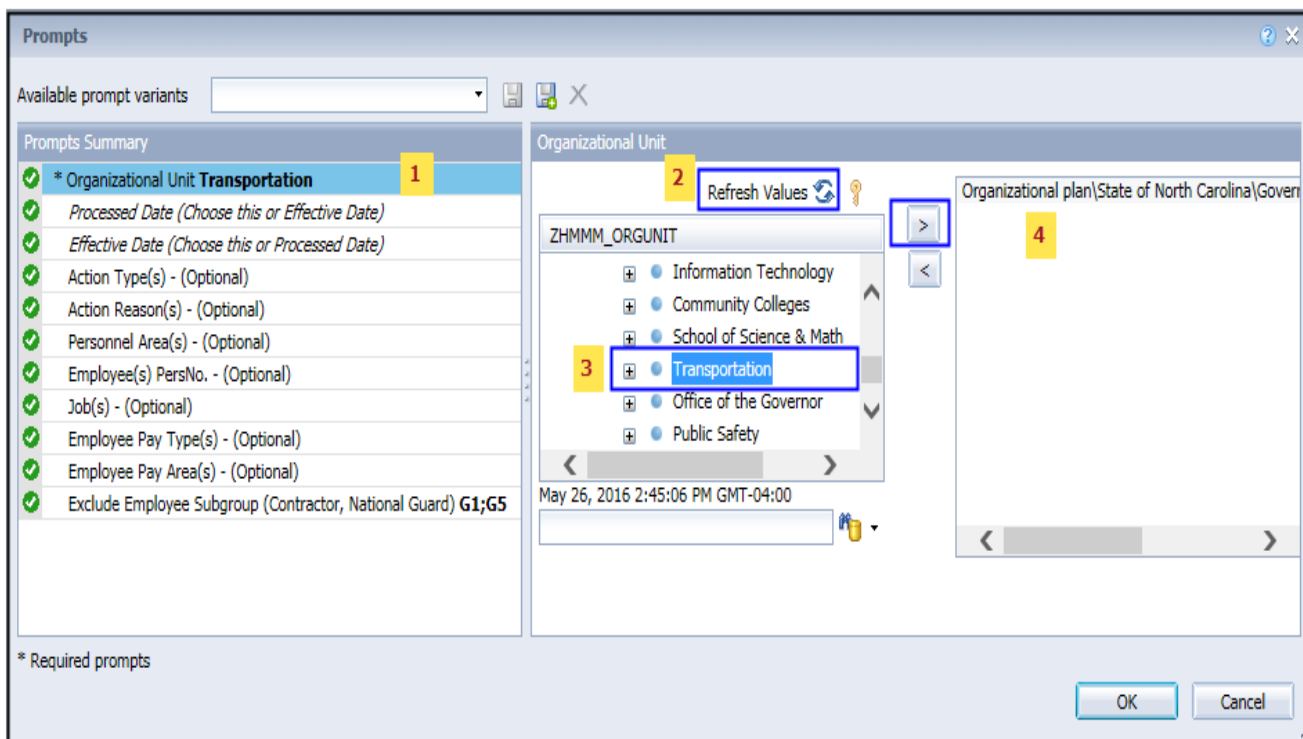 Prompts
Available prompt variants
Prompts Summary
* Organizational Unit Transportation
1
Processed Date (Choose this or Effective Date)
Effective Date (Choose this or Processed Date)
Action Type(s) - (Optional)
Action Reason(s) - (Optional)
Personnel Area(s) - (Optional)
Employee(s) PersNo. - (Optional)
Job(s) - (Optional)
Employee Pay Type(s) - (Optional)
Employee Pay Area(s) - (Optional)
Exclude Employee Subgroup (Contractor, National Guard) G1;G5
Organizational Unit
2
Refresh Values
ZHMMM_ORGUNIT
Information Technology
Community Colleges
School of Science & Math
3
Transportation
Office of the Governor
Public Safety
May 26, 2016 2:45:06 PM GMT-04:00
>
<
Organizational plan\State of North Carolina\Govern
4
* Required prompts
OK
Cancel